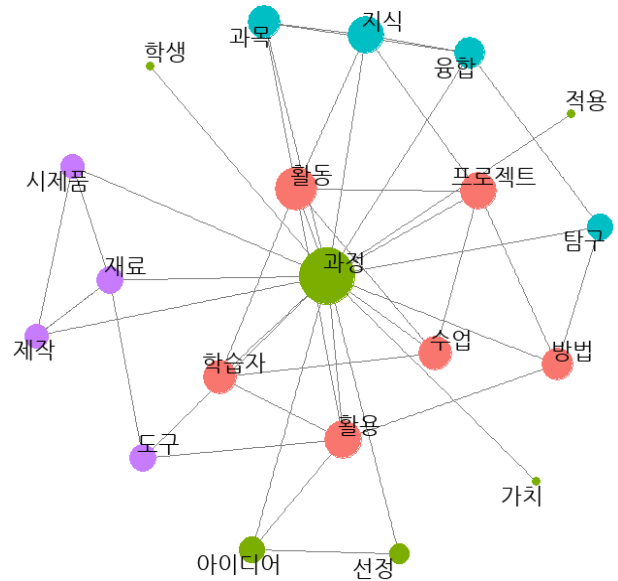 지식
과목
학생
융합
적용
활동
프로젝트
시제품
탐구
과정
재료
수업
제작
방법
학습자
활용
도구
가치
아이디어
선정